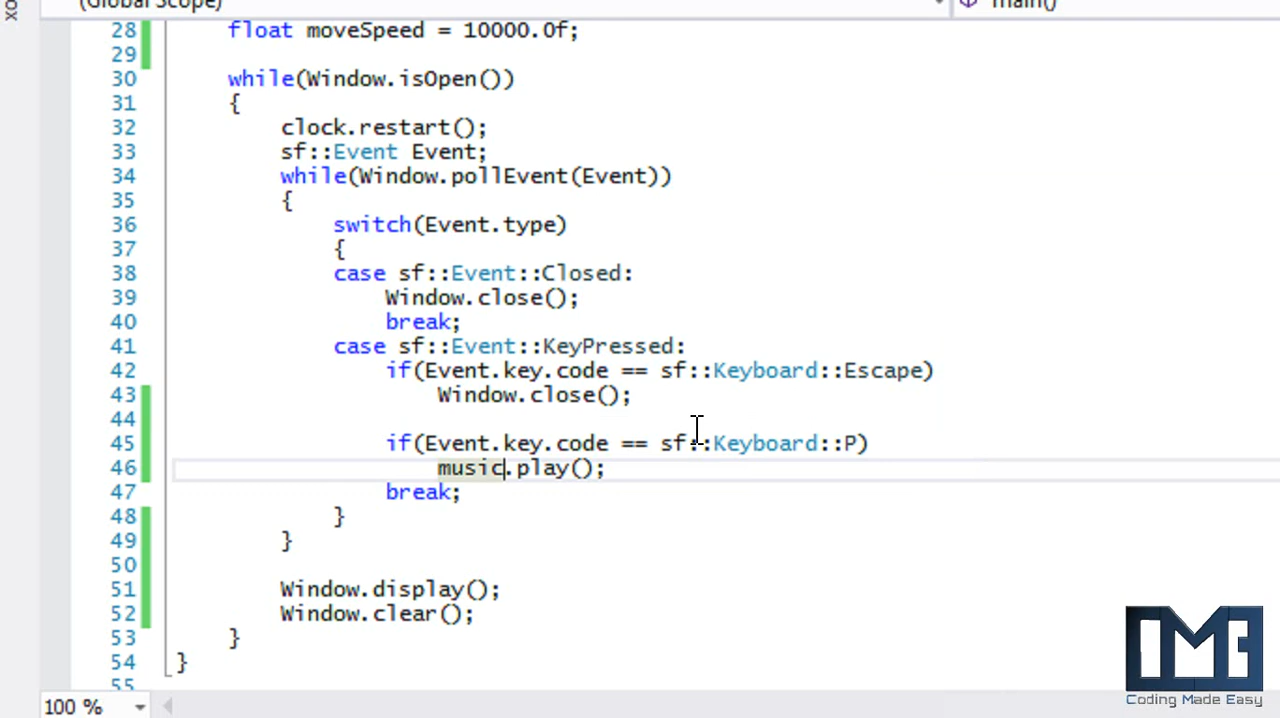 (Global Scope)
main()
28 float moveSpeed = 10000.0f;
29
30 while(Window.isOpen())
31 {
32 clock.restart();
33 sf::Event Event;
34 while(Window.pollEvent(Event))
35 {
36 switch(Event.type)
37 {
38 case sf::Event::Closed:
39 Window.close();
40 break;
41 case sf::Event::KeyPressed:
42 if(Event.key.code == sf::Keyboard::Escape)
43 Window.close();
44
45 if(Event.key.code == sf::Keyboard::P)
46 music.play();
47 break;
48 }
49 }
50
51 Window.display();
52 Window.clear();
53 }
54 }
55
100 %
CME
Coding Made Easy